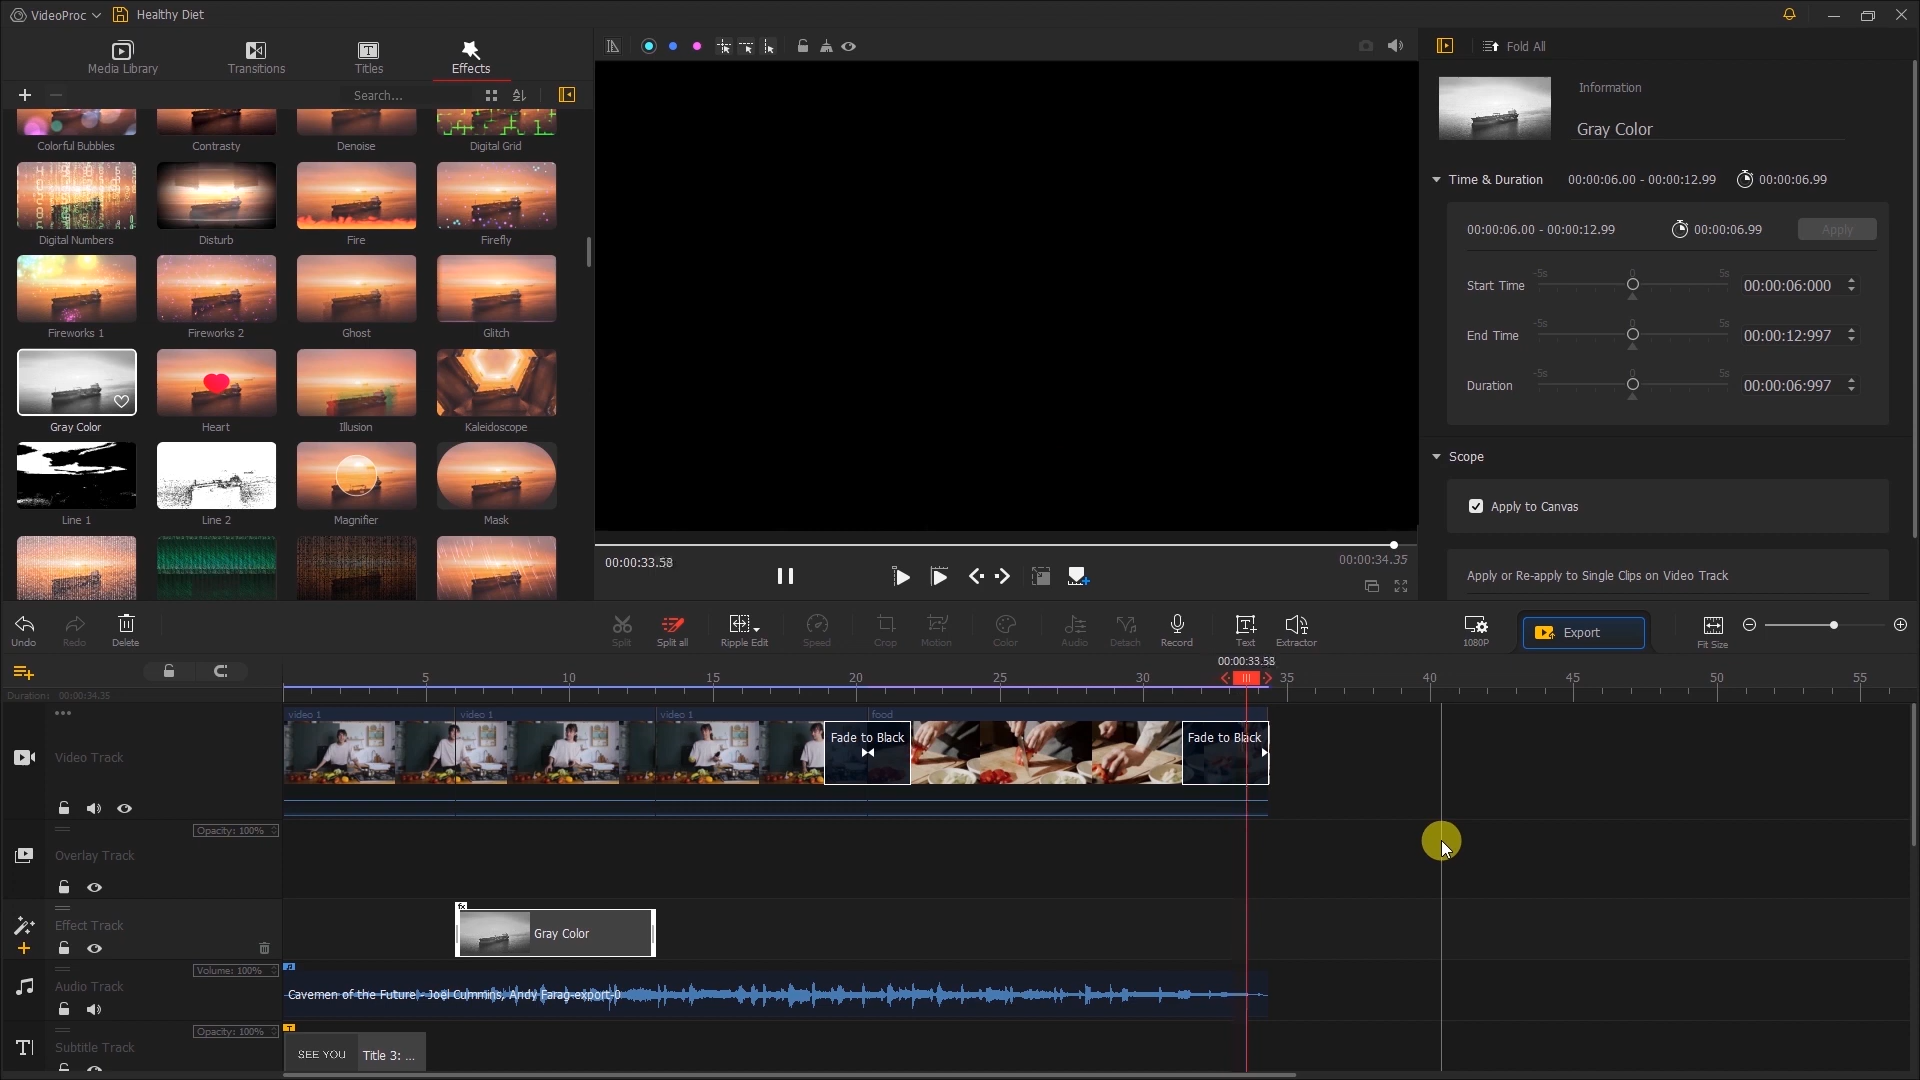 VideoProc
Healthy Diet
Media Library
Transitions
Titles
Effects
Search...
Fold All
Information
Gray Color
Colorful Bubbles
Contrasty
Denoise
Digital Grid
Digital Numbers
Disturb
Fire
Firefly
Fireworks 1
Fireworks 2
Ghost
Glitch
Gray Color
Heart
Illusion
Kaleidoscope
Line 1
Line 2
Magnifier
Mask
Time & Duration 00:00:06.00 - 00:00:12.99 00:00:06.99
00:00:06.00 - 00:00:12.99 00:00:06.99 Apply
-5s 0 5s
Start Time 00:00:06:000
-5s 0 5s
End Time 00:00:12:997
-5s 0 5s
Duration 00:00:06:997
Scope
Apply to Canvas
Apply or Re-apply to Single Clips on Video Track
00:00:33.58
00:00:34.35
Undo
Redo
Delete
Split
Split all
Ripple Edit
Speed
Crop
Motion
Color
Audio
Detach
Record
Text
Extractor
1080P
Export
Fit Size
00:00:33.58
5 10 15 20 25 30 35 40 45 50 55
Duration: 00:00:34.35
video 1
video 1
video 1
food
Video Track
Fade to Black
Fade to Black
Opacity: 100%
Overlay Track
Effect Track
fx
Gray Color
Volume: 100%
Audio Track
Cavemen of the Future - Joel Cummins, Andy Farag-export-0
Opacity: 100%
Subtitle Track
T
SEE YOU
Title 3: ...